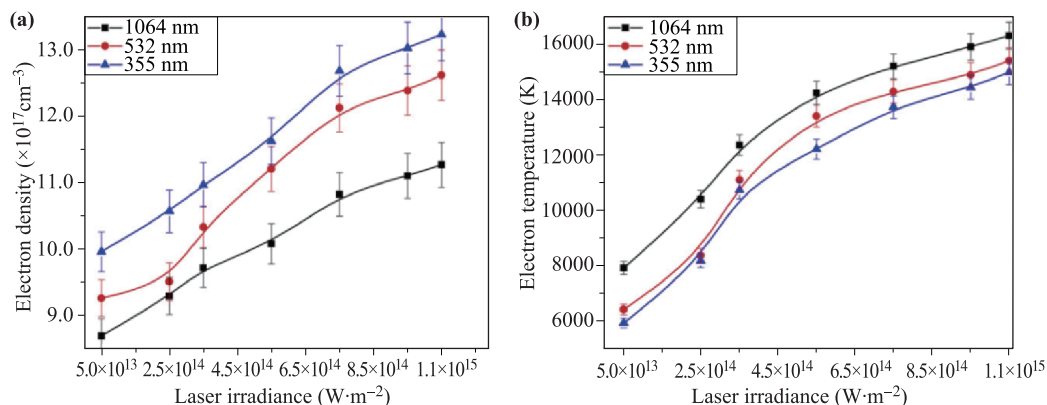 (a)
1064 nm
532 nm
355 nm
13.0
12.0
11.0
10.0
9.0
Electron density (×10¹⁷cm⁻³)
5.0×10¹³ 2.5×10¹⁴ 4.5×10¹⁴ 6.5×10¹⁴ 8.5×10¹⁴ 1.1×10¹⁵
Laser irradiance (W·m⁻²)
(b)
1064 nm
532 nm
355 nm
16000
14000
12000
10000
8000
6000
Electron temperature (K)
5.0×10¹³ 2.5×10¹⁴ 4.5×10¹⁴ 6.5×10¹⁴ 8.5×10¹⁴ 1.1×10¹⁵
Laser irradiance (W·m⁻²)